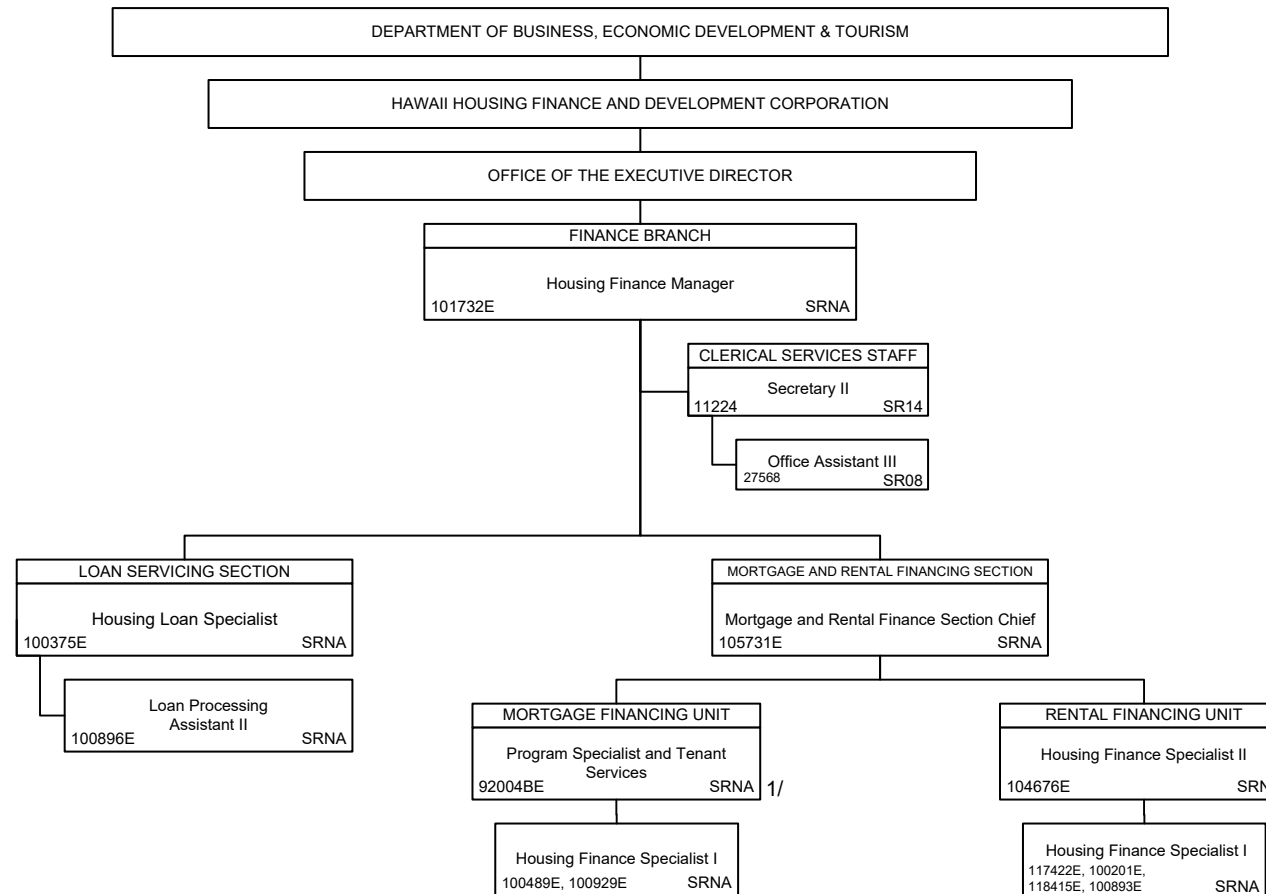 DEPARTMENT OF BUSINESS, ECONOMIC DEVELOPMENT & TOURISM
HAWAII HOUSING FINANCE AND DEVELOPMENT CORPORATION
OFFICE OF THE EXECUTIVE DIRECTOR
FINANCE BRANCH
Housing Finance Manager
101732E SRNA
CLERICAL SERVICES STAFF
Secretary II
11224 SR14
Office Assistant III
27568 SR08
LOAN SERVICING SECTION
Housing Loan Specialist
100375E SRNA
Loan Processing
Assistant II
100896E SRNA
MORTGAGE AND RENTAL FINANCING SECTION
Mortgage and Rental Finance Section Chief
105731E SRNA
MORTGAGE FINANCING UNIT
Program Specialist and Tenant
Services
92004BE SRNA 1/
Housing Finance Specialist I
100489E, 100929E SRNA
RENTAL FINANCING UNIT
Housing Finance Specialist II
104676E SRN
Housing Finance Specialist I
117422E, 100201E,
118415E, 100893E SRNA